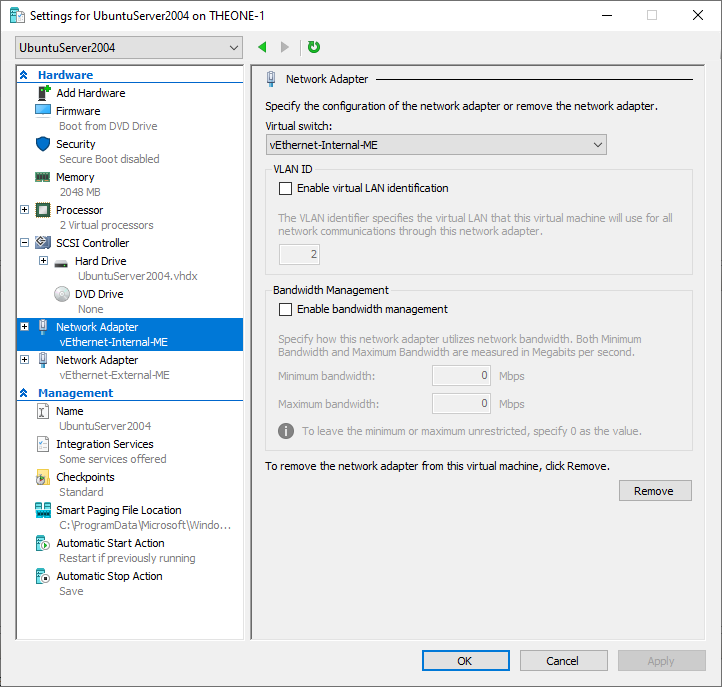 Settings for UbuntuServer2004 on THEONE-1
UbuntuServer2004
Hardware
Add Hardware
Firmware
Boot from DVD Drive
Security
Secure Boot disabled
Memory
2048 MB
Processor
2 Virtual processors
SCSI Controller
Hard Drive
UbuntuServer2004.vhdx
DVD Drive
None
Network Adapter
vEthernet-Internal-ME
Network Adapter
vEthernet-External-ME
Management
Name
UbuntuServer2004
Integration Services
Some services offered
Checkpoints
Standard
Smart Paging File Location
C:\ProgramData\Microsoft\Windo...
Automatic Start Action
Restart if previously running
Automatic Stop Action
Save
Network Adapter
Specify the configuration of the network adapter or remove the network adapter.
Virtual switch:
vEthernet-Internal-ME
VLAN ID
Enable virtual LAN identification
The VLAN identifier specifies the virtual LAN that this virtual machine will use for all
network communications through this network adapter.
2
Bandwidth Management
Enable bandwidth management
Specify how this network adapter utilizes network bandwidth. Both Minimum
Bandwidth and Maximum Bandwidth are measured in Megabits per second.
Minimum bandwidth: 0 Mbps
Maximum bandwidth: 0 Mbps
To leave the minimum or maximum unrestricted, specify 0 as the value.
To remove the network adapter from this virtual machine, click Remove.
Remove
OK Cancel Apply